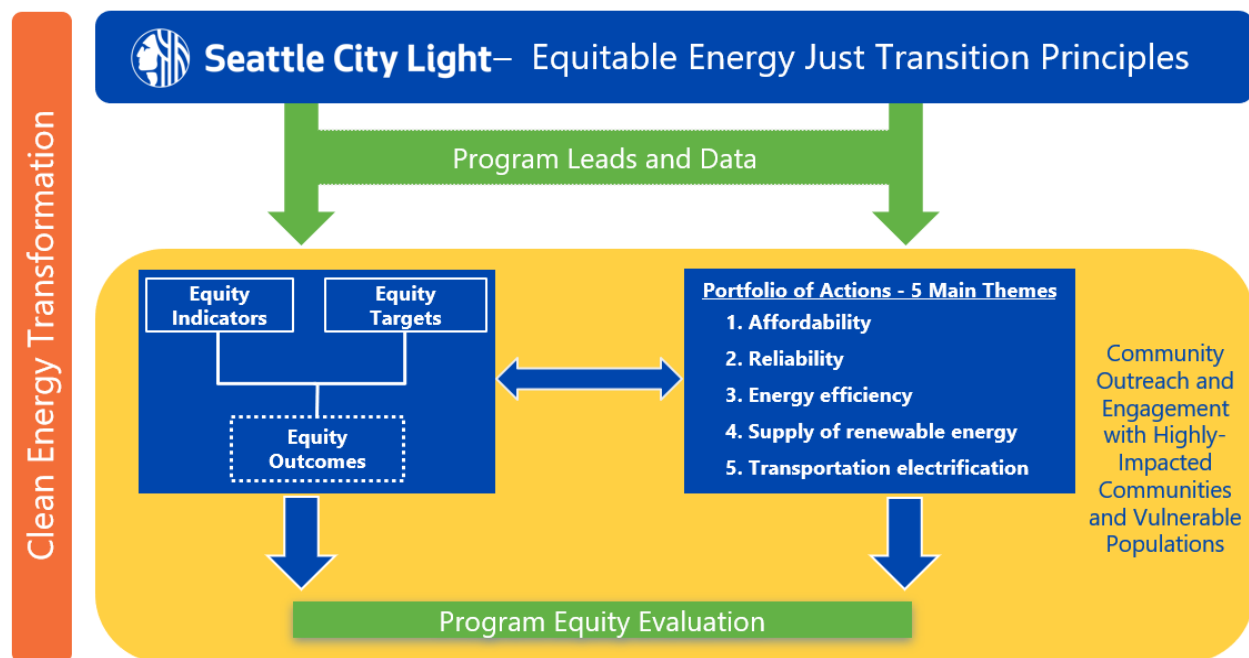 Clean Energy Transformation
Seattle City Light– Equitable Energy Just Transition Principles
Program Leads and Data
Equity
Indicators
Equity
Targets
Equity
Outcomes
Portfolio of Actions - 5 Main Themes
1. Affordability
2. Reliability
3. Energy efficiency
4. Supply of renewable energy
5. Transportation electrification
Community
Outreach and
Engagement
with Highly-
Impacted
Communities
and Vulnerable
Populations
Program Equity Evaluation